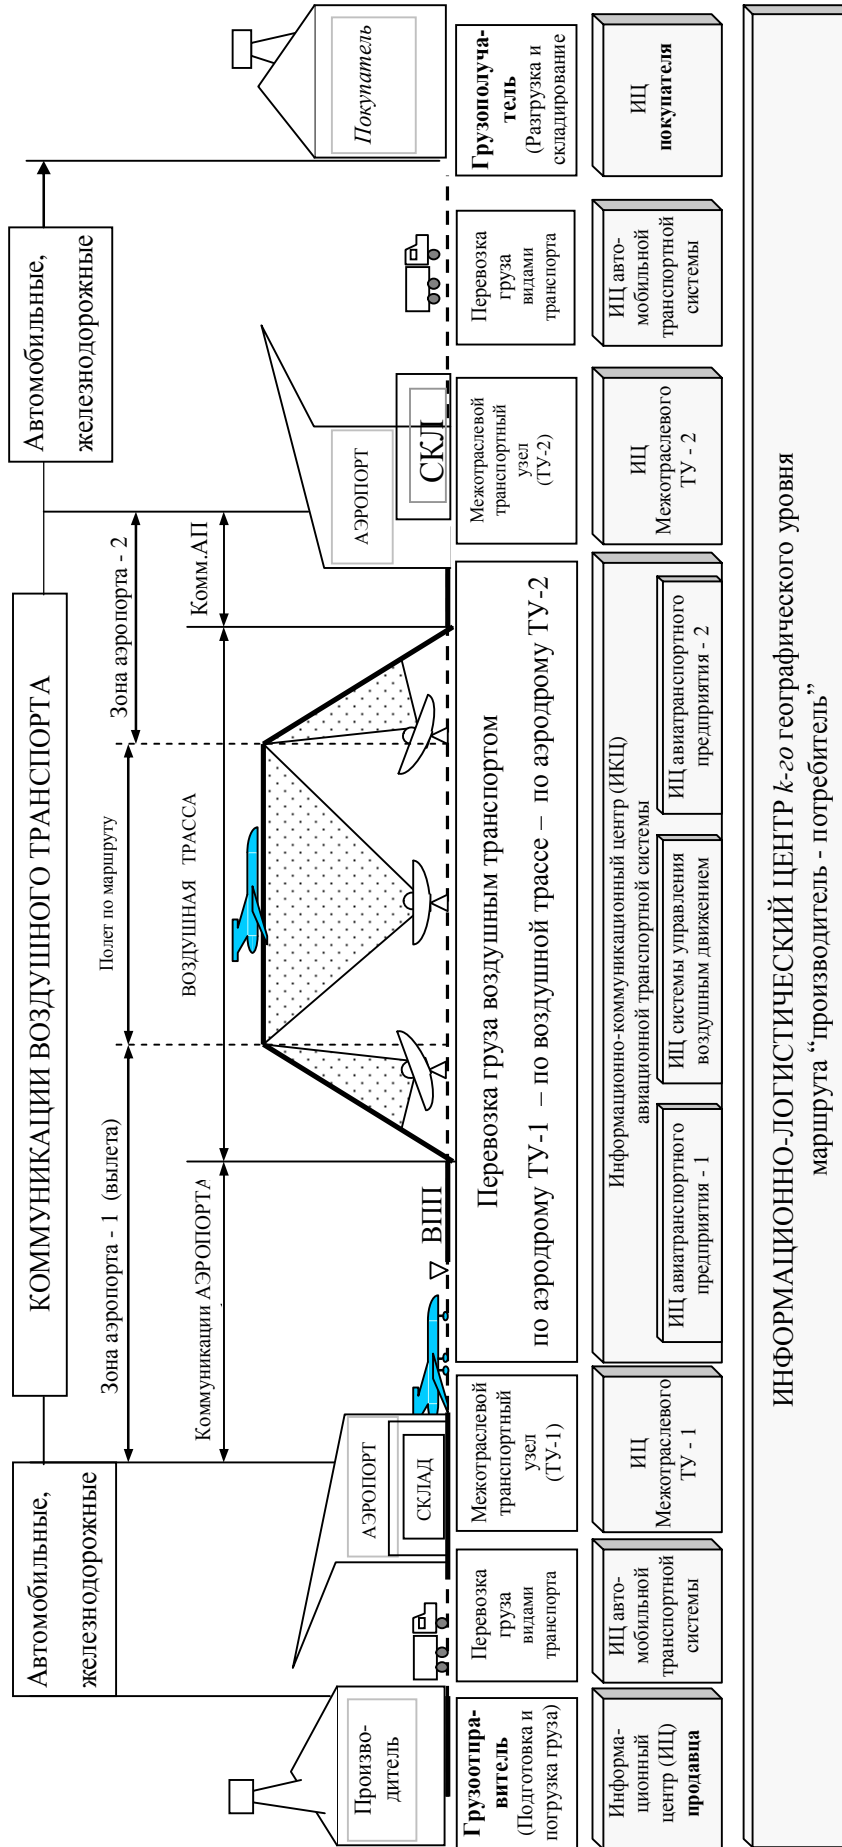 Автомобильные,
железнодорожные
КОММУНИКАЦИИ ВОЗДУШНОГО ТРАНСПОРТА
Автомобильные,
железнодорожные
Зона аэропорта - 1  (вылета)
Полет по маршруту
Зона аэропорта - 2
Коммуникации АЭРОПОРТА
ВОЗДУШНАЯ ТРАССА
Комм.АП
Произво-
дитель
АЭРОПОРТ
СКЛАД
ВПП
АЭРОПОРТ
СКЛ
Покупатель
Грузоотпра-
витель
(Подготовка и
погрузка груза)
Перевозка
груза
видами
транспорта
Межотраслевой
транспортный
узел
(ТУ-1)
Перевозка груза воздушным транспортом
по аэродрому ТУ-1 – по воздушной трассе – по аэродрому ТУ-2
Межотраслевой
транспортный
узел
(ТУ-2)
Перевозка
груза
видами
транспорта
Грузополуча-
тель
(Разгрузка и
складирование
Информа-
ционный
центр (ИЦ)
продавца
ИЦ авто-
мобильной
транспортной
системы
ИЦ
Межотраслевого
ТУ - 1
Информационно-коммуникационный центр (ИКЦ)
авиационной транспортной системы
ИЦ авиатранспортного
предприятия - 1
ИЦ системы управления
воздушным движением
ИЦ авиатранспортного
предприятия - 2
ИЦ
Межотраслевого
ТУ - 2
ИЦ авто-
мобильной
транспортной
системы
ИЦ
покупателя
ИНФОРМАЦИОННО-ЛОГИСТИЧЕСКИЙ ЦЕНТР k-го географического уровня
маршрута “производитель - потребитель”